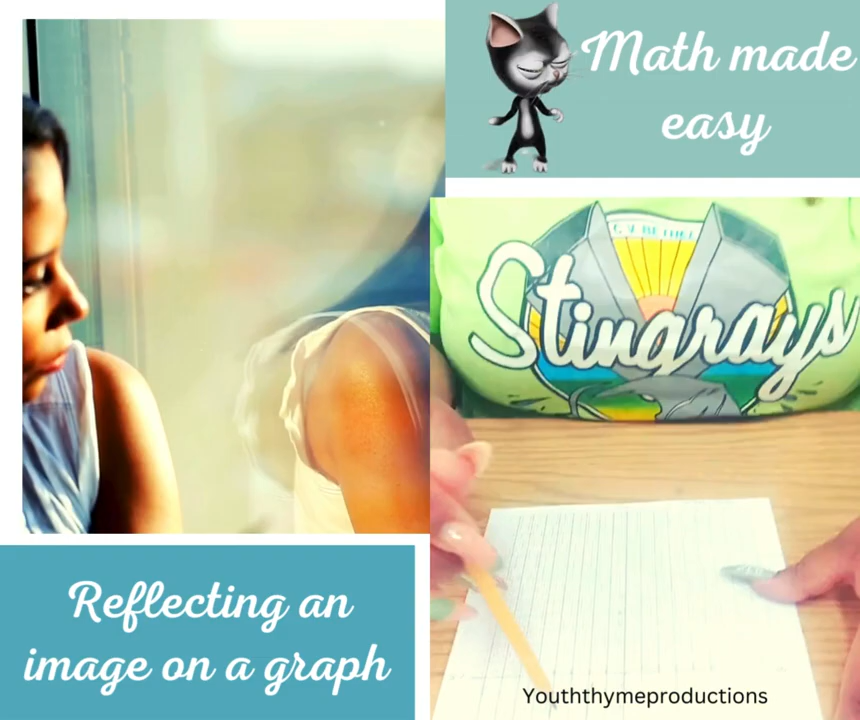 Math made
easy
Stingrays
Reflecting an
image on a graph
Youththymeproductions